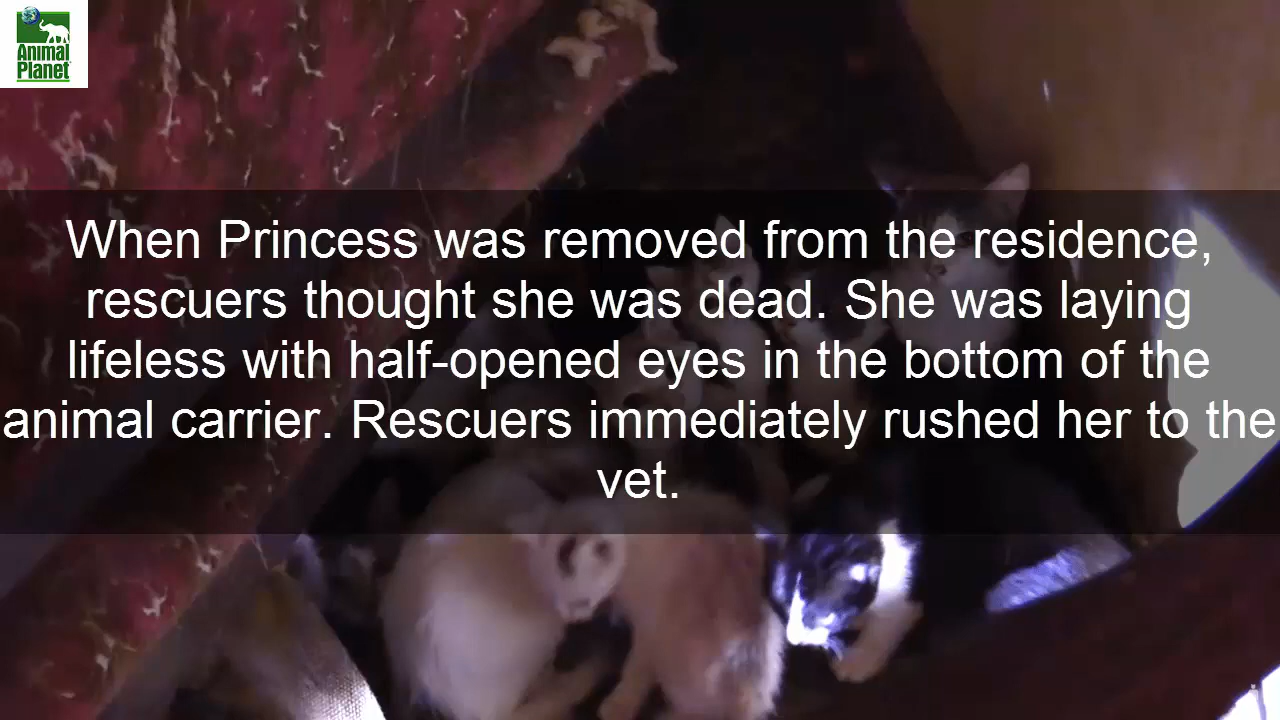 Animal
Planet
When Princess was removed from the residence,
rescuers thought she was dead. She was laying
lifeless with half-opened eyes in the bottom of the
animal carrier. Rescuers immediately rushed her to the
vet.